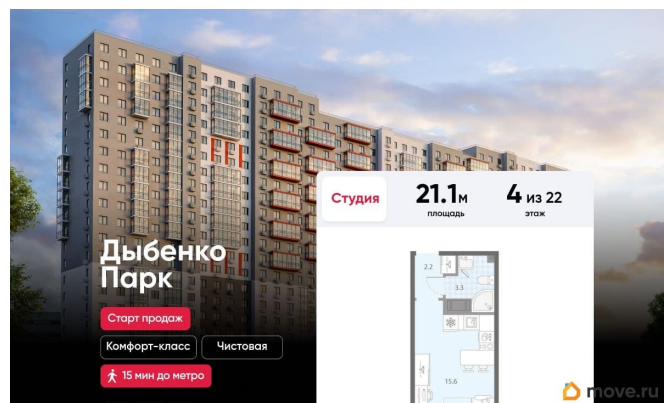 Студия
21.1м
площадь
4 из 22
этаж
Дыбенко
Парк
Старт продаж
Комфорт-класс
Чистовая
15 мин до метро
2.2
3.3
15.6
move.ru